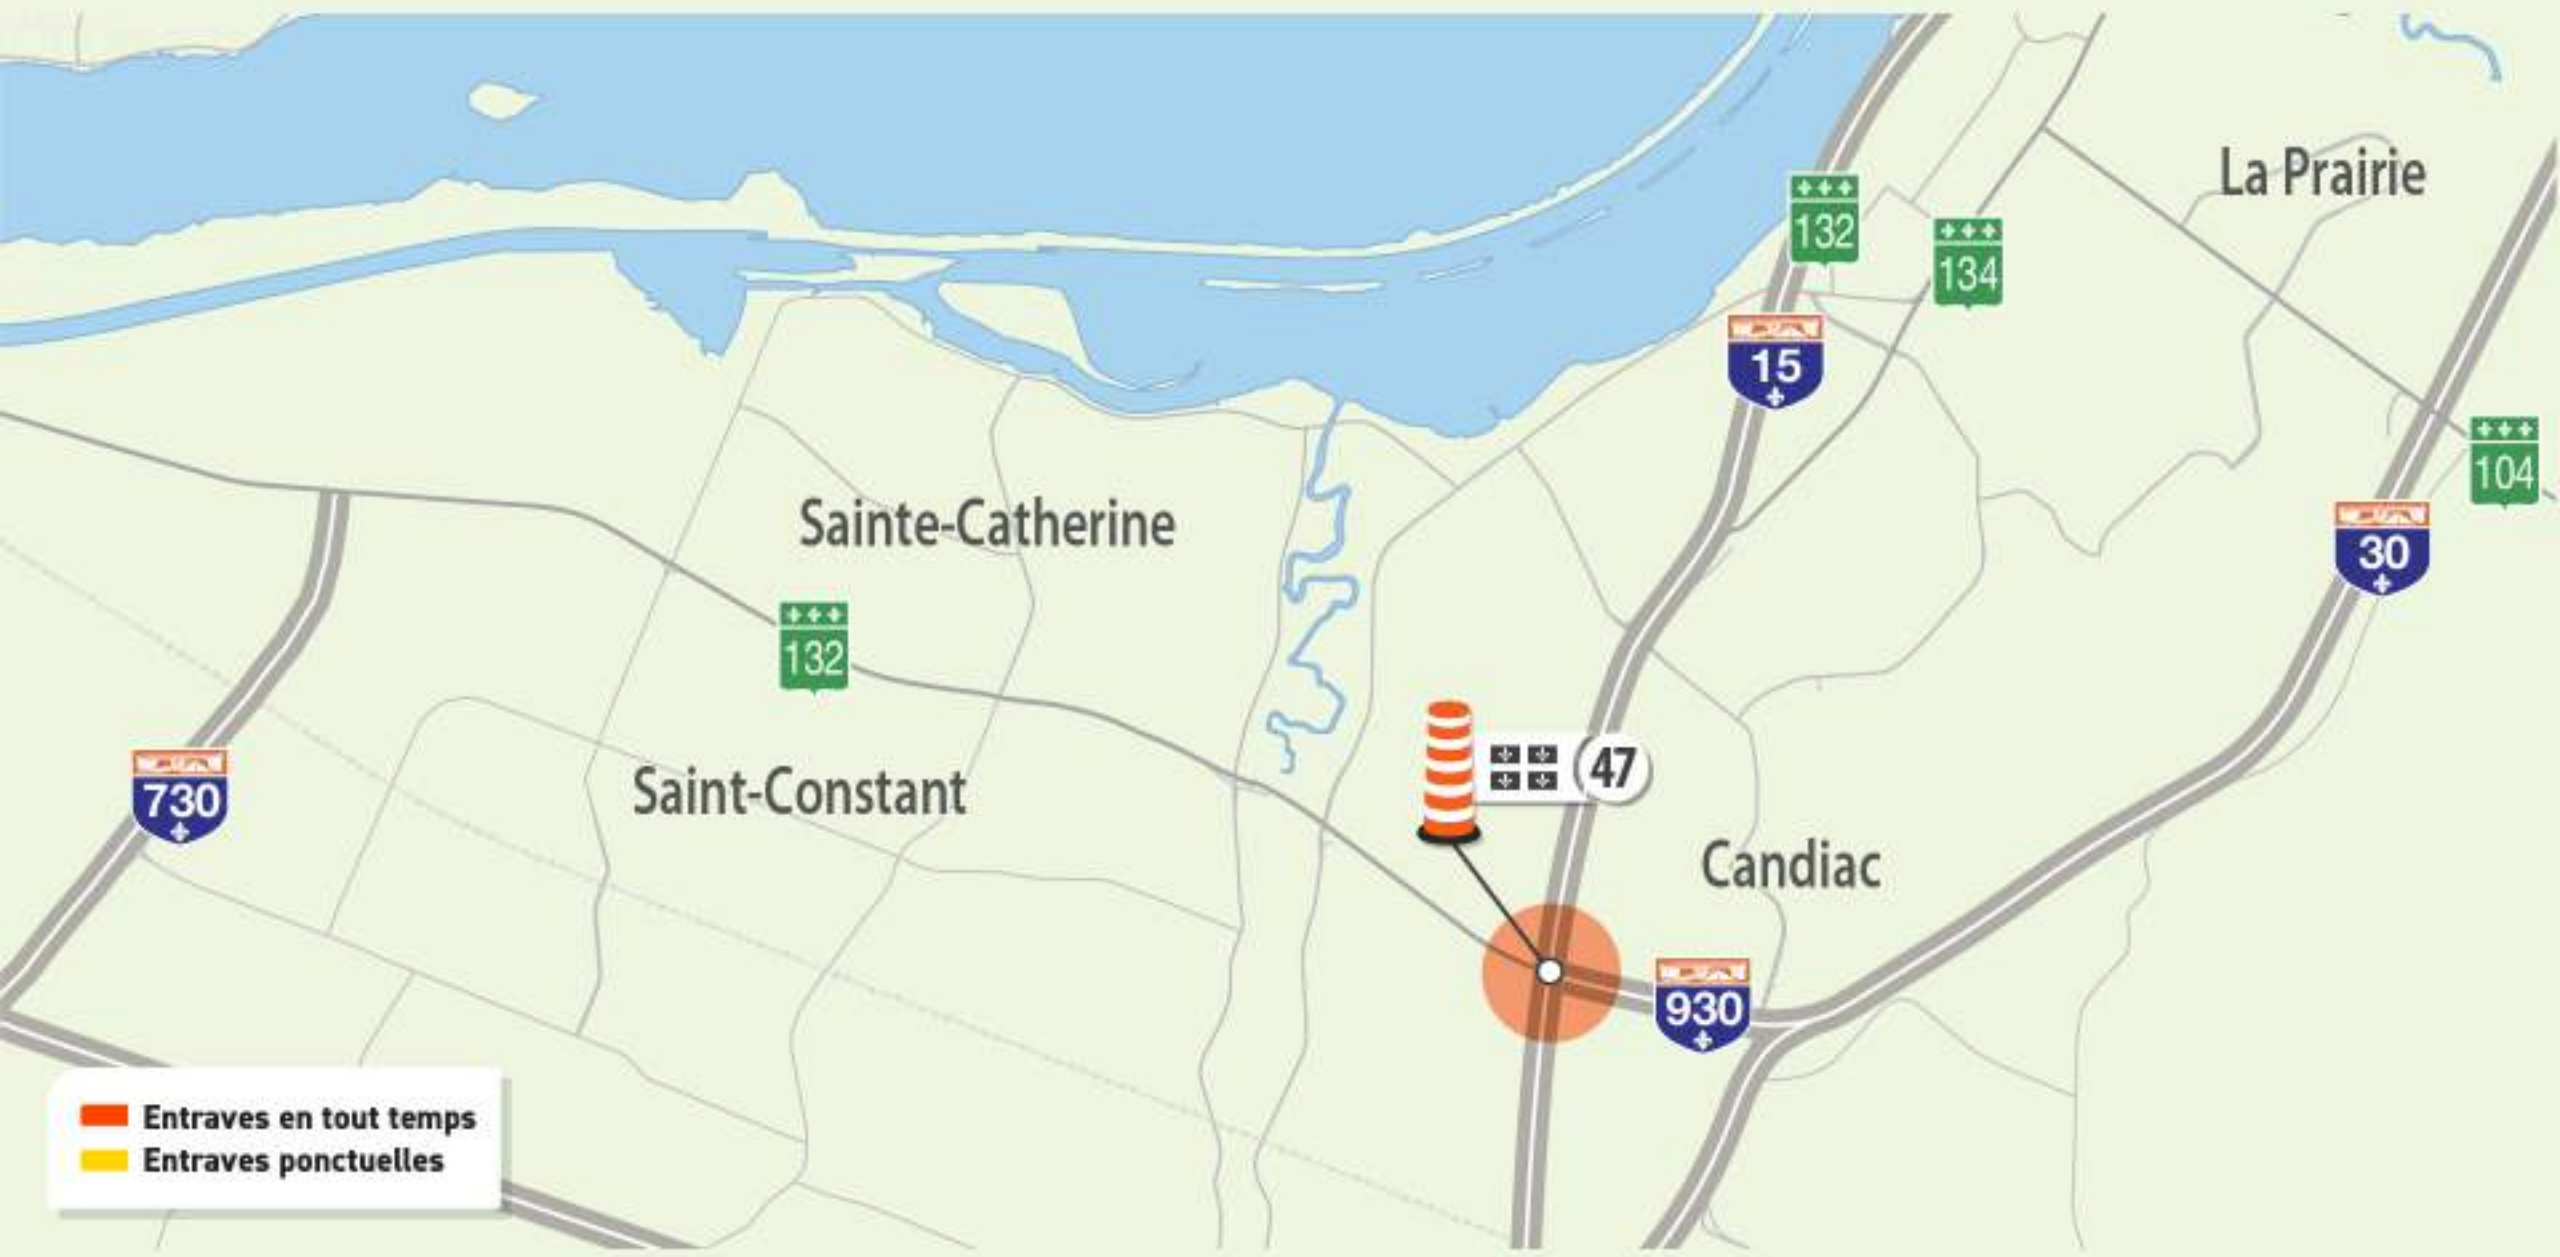 La Prairie
132
134
15
104
30
Sainte-Catherine
132
47
730
Saint-Constant
Candiac
930
Entraves en tout temps
Entraves ponctuelles